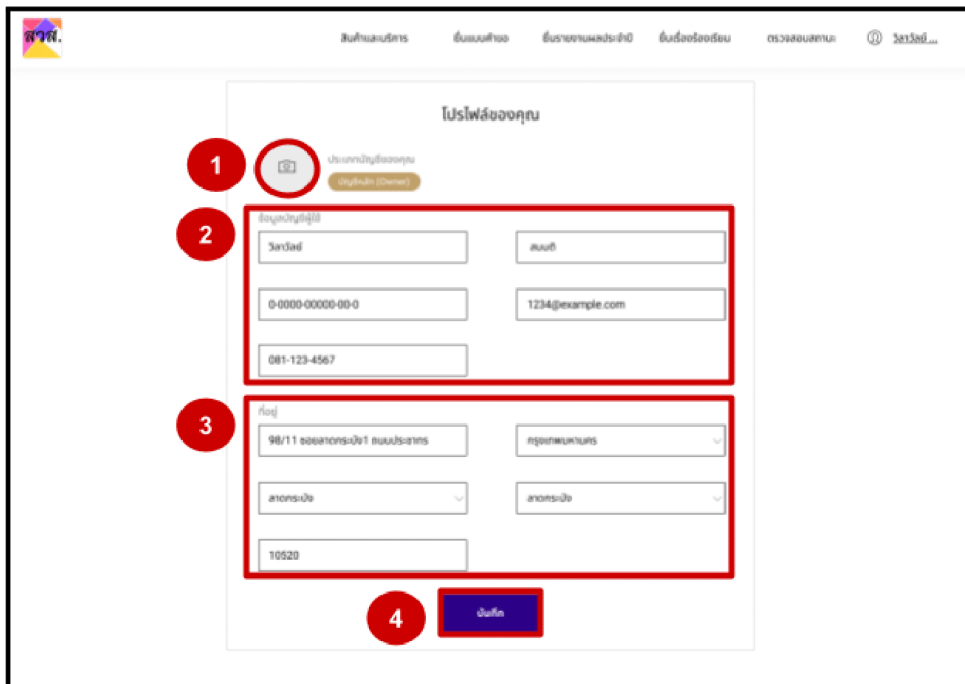 สวส.
สินค้าและบริการ ยื่นแบบคำขอ ยื่นรายงานผลประจำปี ยื่นเรื่องร้องเรียน ตรวจสอบสถานะ วิลาวัลย์ ...
โปรไฟล์ของคุณ
1
ประเภทบัญชีของคุณ
บัญชีหลัก (Owner)
2
ข้อมูลบัญชีผู้ใช้
วิลาวัลย์ สมมติ
0-0000-00000-00-0 1234@example.com
081-123-4567
3
ที่อยู่
98/11 ซอยลาดกระบัง1 ถนนประชากร กรุงเทพมหานคร
ลาดกระบัง ลาดกระบัง
10520
4
บันทึก